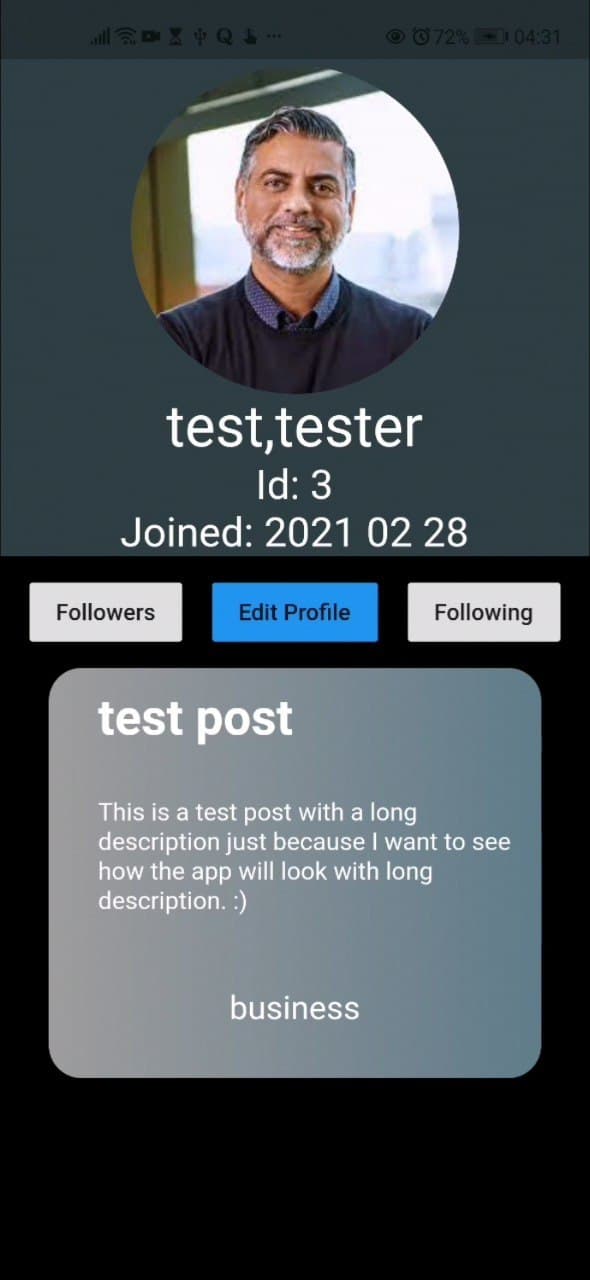 72% 04:31
test,tester
Id: 3
Joined: 2021 02 28
Followers Edit Profile Following
test post
This is a test post with a long
description just because I want to see
how the app will look with long
description. :)
business